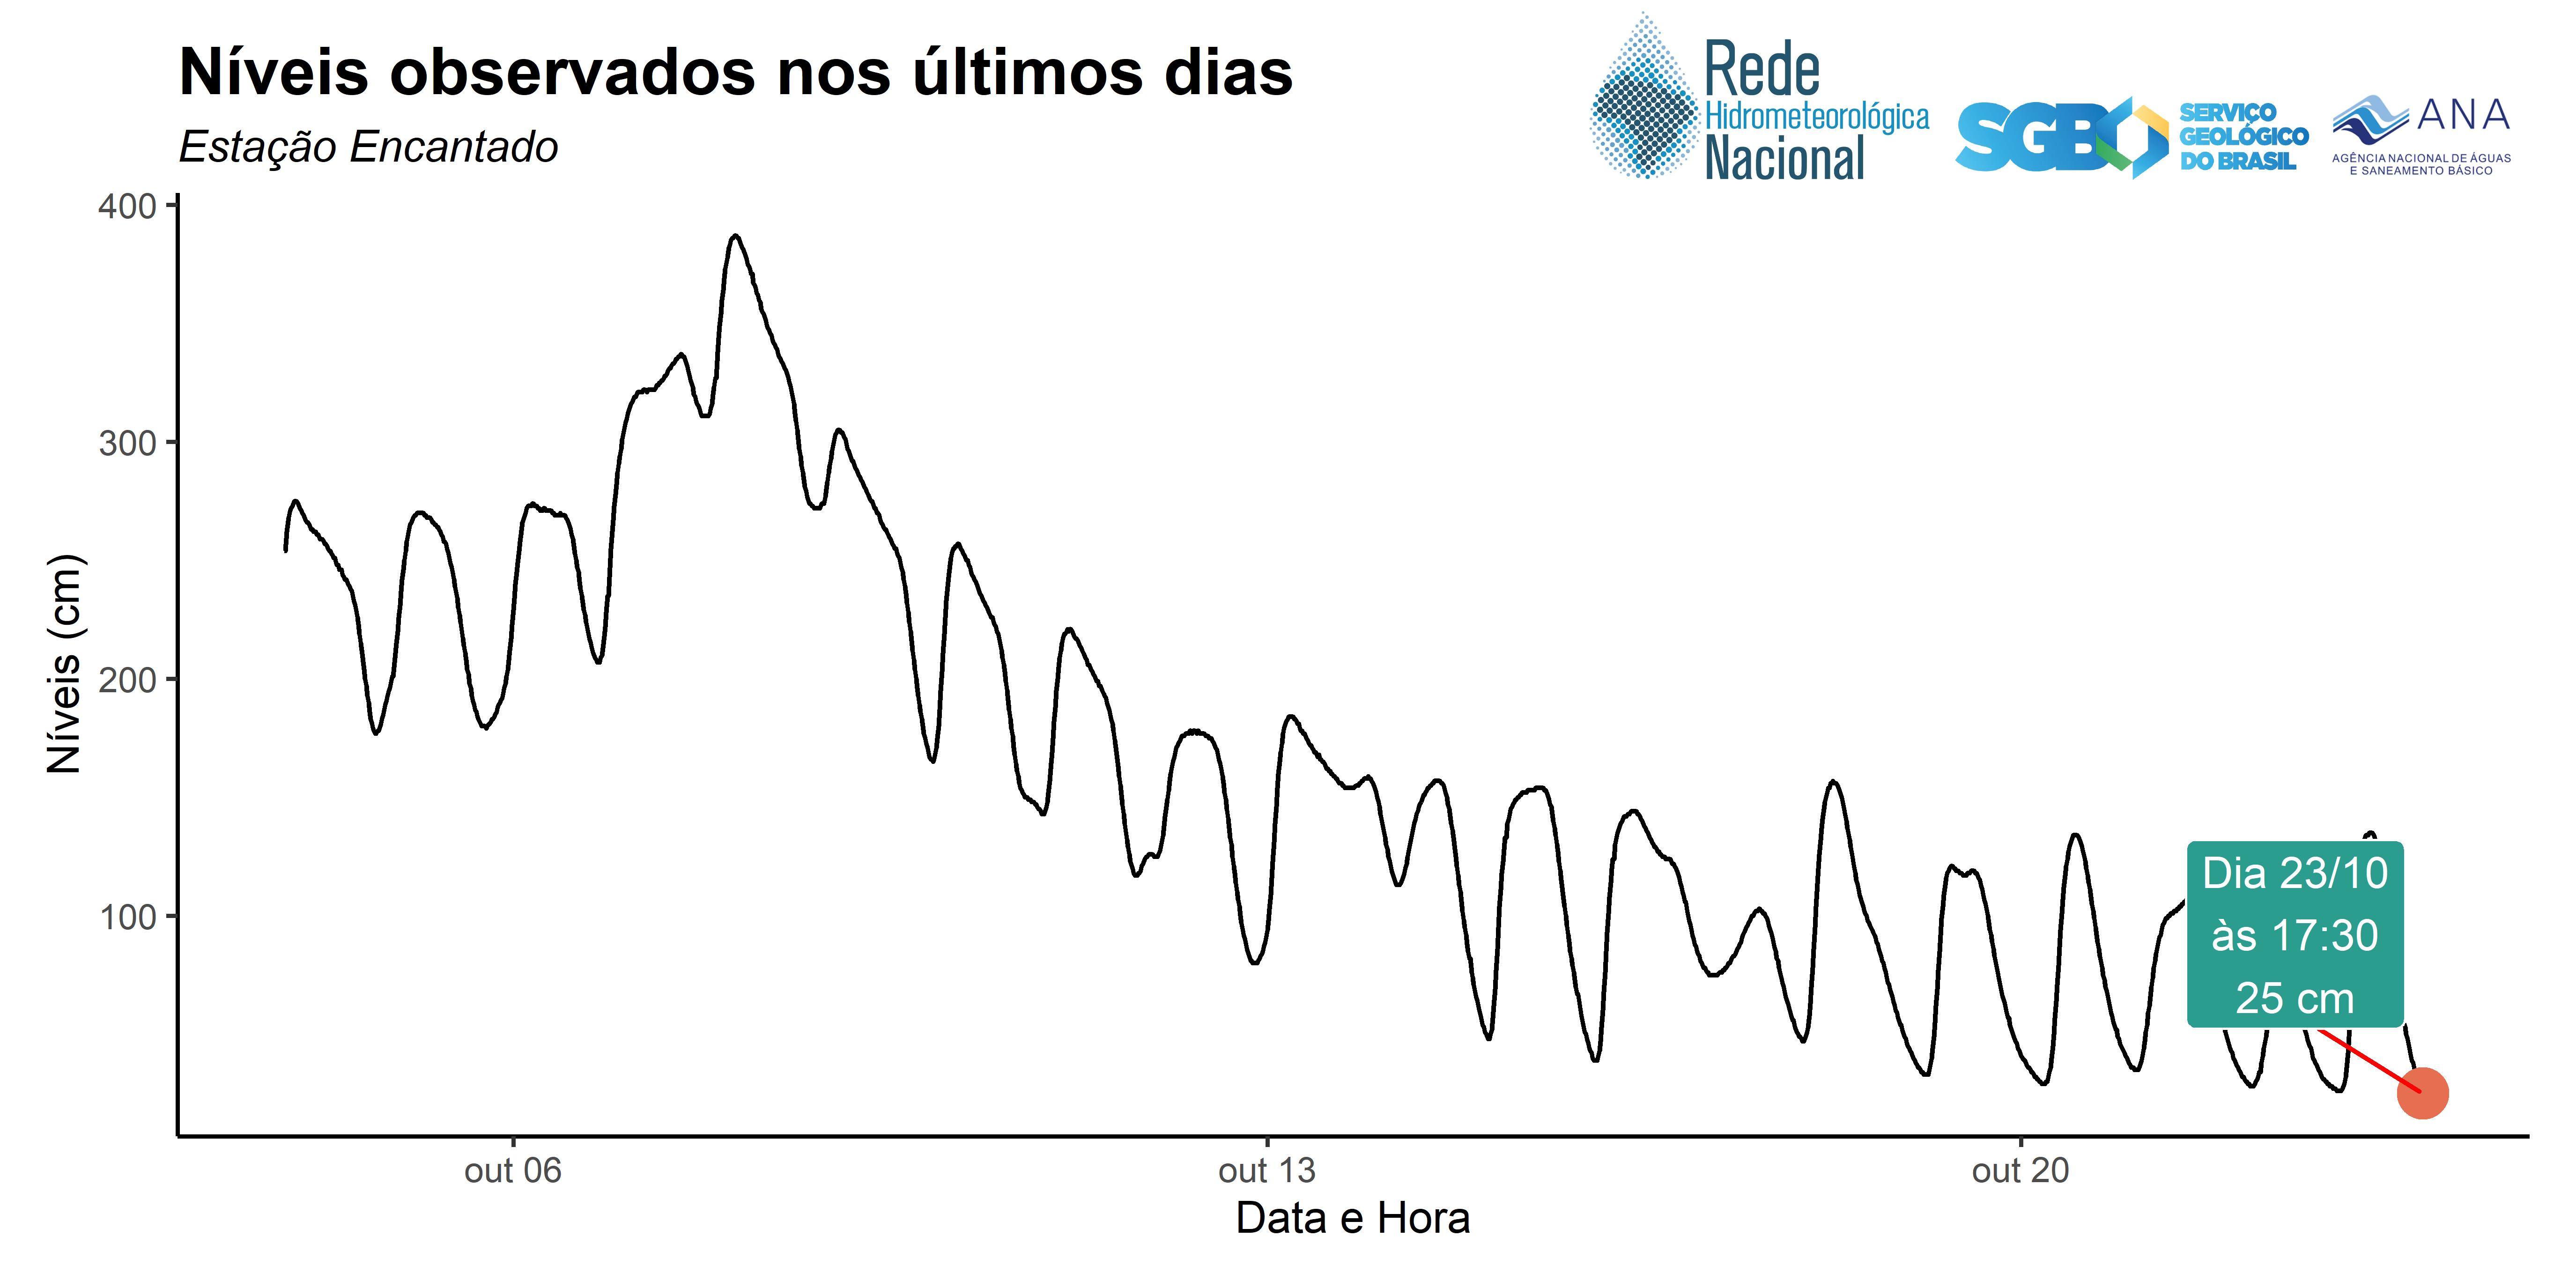 Níveis observados nos últimos dias
Estação Encantado
Rede
Hidrometeorológica
Nacional
SGB
SERVIÇO
GEOLÓGICO
DO BRASIL
ANA
AGÊNCIA NACIONAL DE ÁGUAS
E SANEAMENTO BÁSICO
Níveis (cm)
400
300
200
100
Dia 23/10
às 17:30
25 cm
out 06
out 13
out 20
Data e Hora